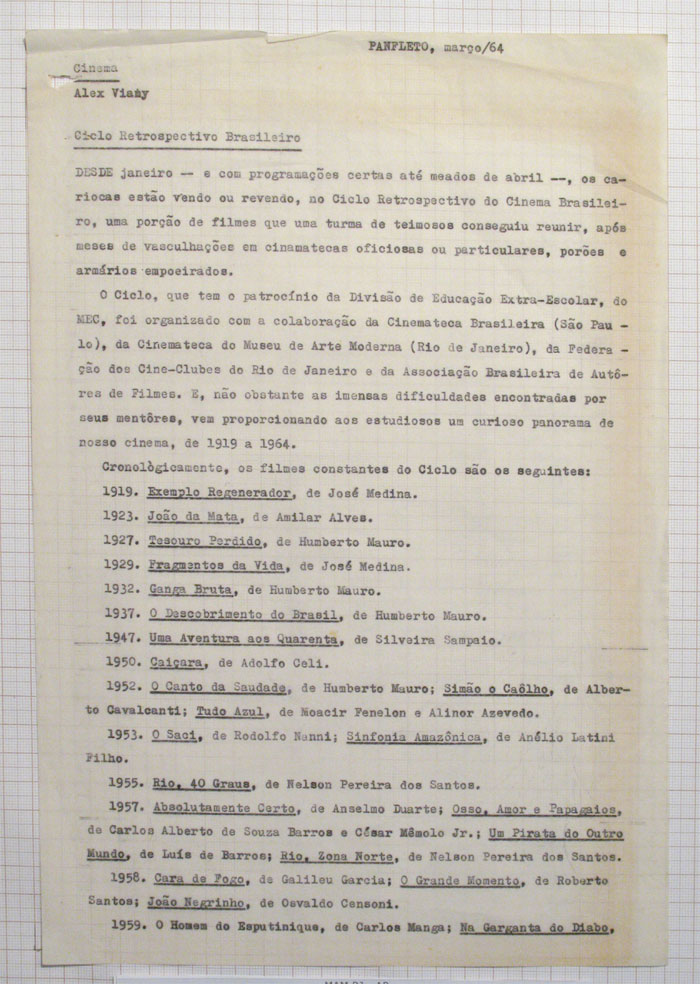 PANFLETO, março/64
Cinema
Alex Viany
Ciclo Retrospectivo Brasileiro
DESDE janeiro -- e com programações certas até meados de abril --, os ca-
riocas estão vendo ou revendo, no Ciclo Retrospectivo do Cinema Brasilei-
ro, uma porção de filmes que uma turma de teimosos conseguiu reunir, após
meses de vasculhações em cinamatecas oficiosas ou particulares, porões e
armários empoeirados.
O Ciclo, que tem o patrocínio da Divisão de Educação Extra-Escolar, do
MEC, foi organizado com a colaboração da Cinemateca Brasileira (São Pau -
lo), da Cinemateca do Museu de Arte Moderna (Rio de Janeiro), da Federa -
ção dos Cine-Clubes do Rio de Janeiro e da Associação Brasileira de Autô-
res de Filmes. E, não obstante as imensas dificuldades encontradas por
seus mentôres, vem proporcionando aos estudiosos um curioso panorama de
nosso cinema, de 1919 a 1964.
Cronològicamente, os filmes constantes do Ciclo são os seguintes:
1919. Exemplo Regenerador, de José Medina.
1923. João da Mata, de Amilar Alves.
1927. Tesouro Perdido, de Humberto Mauro.
1929. Fragmentos da Vida, de José Medina.
1932. Ganga Bruta, de Humberto Mauro.
1937. O Descobrimento do Brasil, de Humberto Mauro.
1947. Uma Aventura aos Quarenta, de Silveira Sampaio.
1950. Caiçara, de Adolfo Celi.
1952. O Canto da Saudade, de Humberto Mauro; Simão o Caôlho, de Alber-
to Cavalcanti; Tudo Azul, de Moacir Fenelon e Alinor Azevedo.
1953. O Saci, de Rodolfo Nanni; Sinfonia Amazônica, de Anélio Latini
Filho.
1955. Rio, 40 Graus, de Nelson Pereira dos Santos.
1957. Absolutamente Certo, de Anselmo Duarte; Osso, Amor e Papagaios,
de Carlos Alberto de Souza Barros e César Mêmolo Jr.; Um Pirata do Outro
Mundo, de Luís de Barros; Rio, Zona Norte, de Nelson Pereira dos Santos.
1958. Cara de Fogo, de Galileu Garcia; O Grande Momento, de Roberto
Santos; João Negrinho, de Osvaldo Censoni.
1959. O Homem do Esputinique, de Carlos Manga; Na Garganta do Diabo,